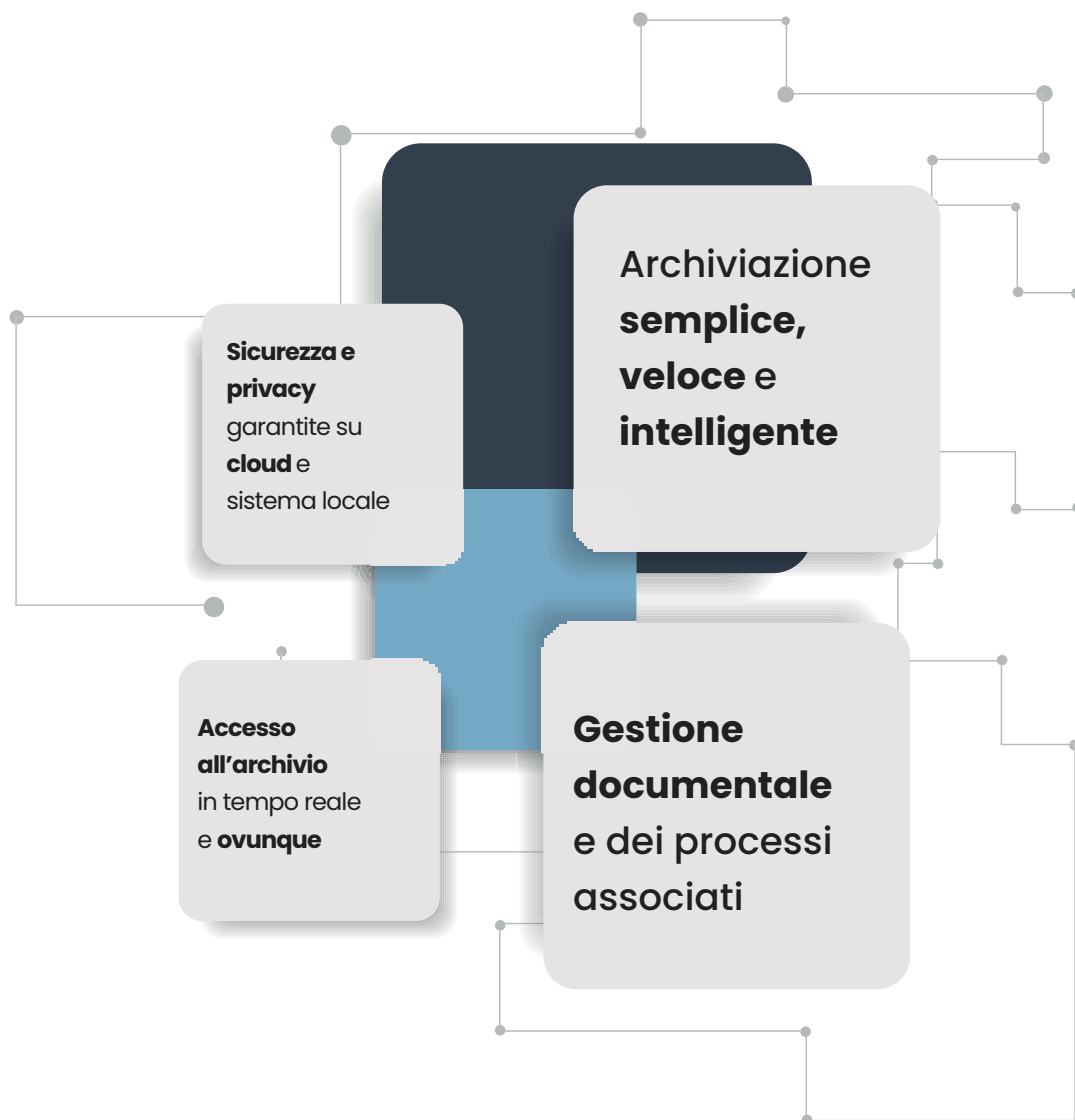 Archiviazione
semplice,
veloce e
intelligente
Sicurezza e
privacy
garantite su
cloud e
sistema locale
Accesso
all’archivio
in tempo reale
e ovunque
Gestione
documentale
e dei processi
associati